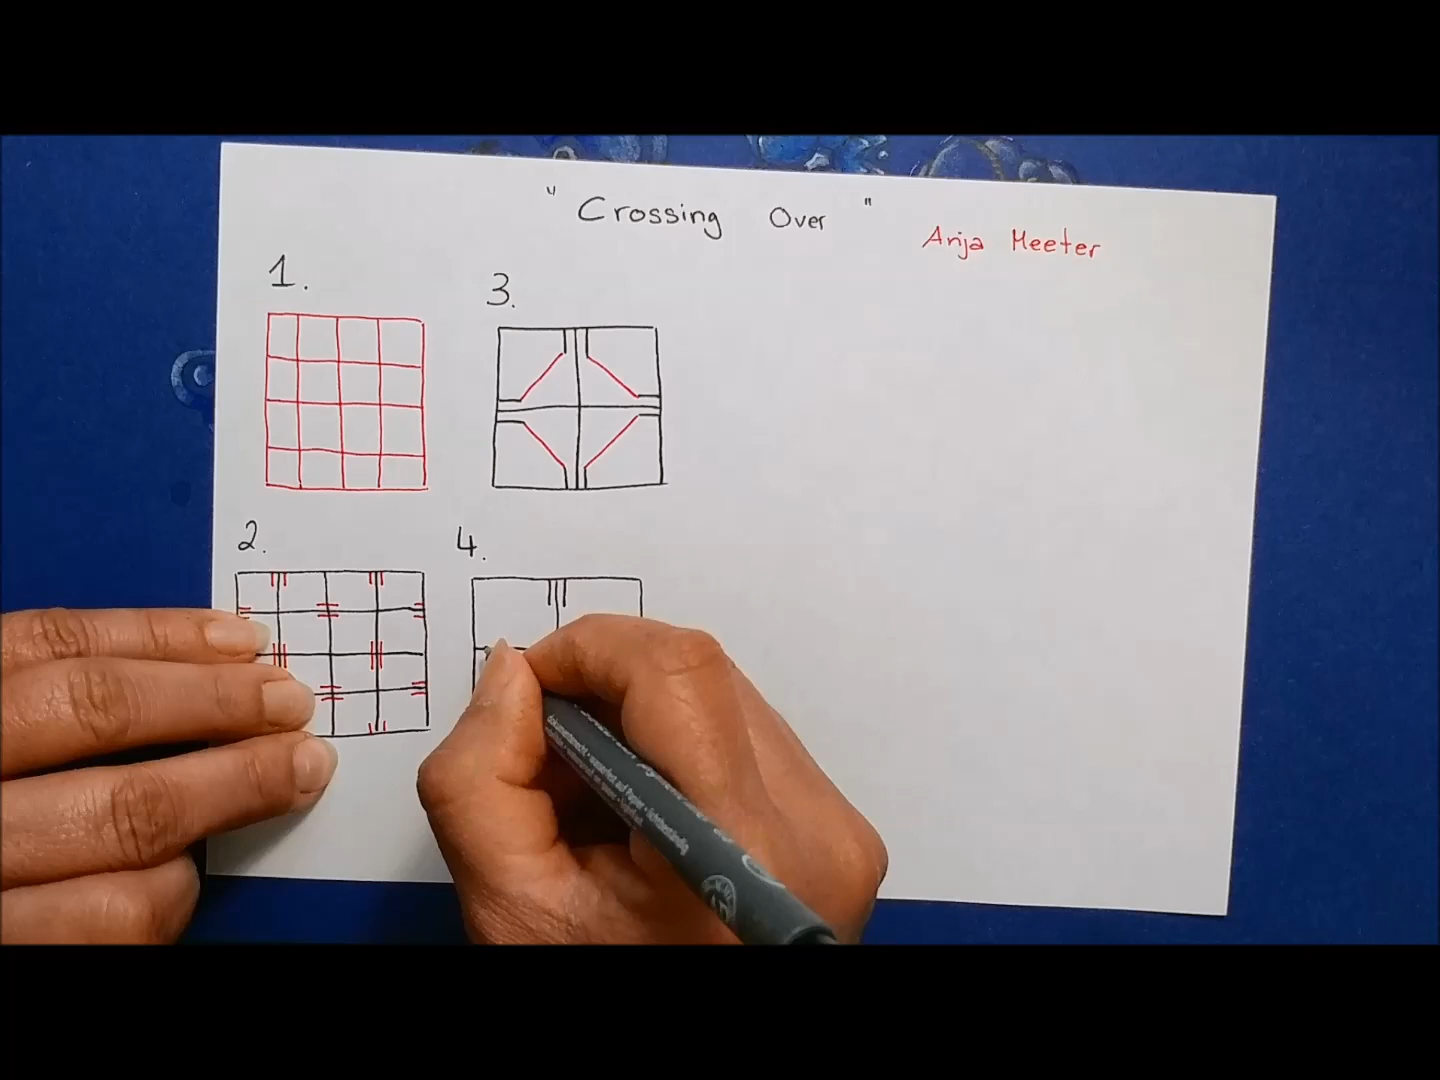 " Crossing Over "
Anja Meeter
1.
3.
2.
4.